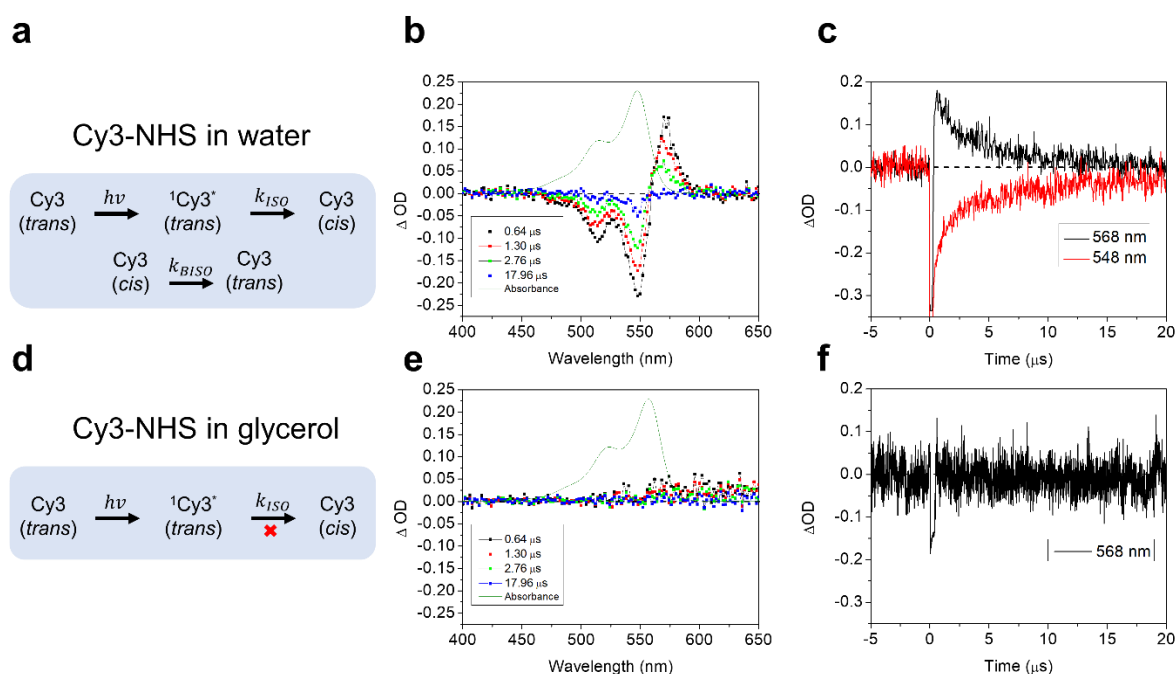 a
Cy3-NHS in water
Cy3 hν ¹Cy3* k_ISO Cy3
(trans) (trans) (cis)
Cy3 k_BISO Cy3
(cis) (trans)
b
0.25
0.20
0.15
0.10
0.05
0.00
-0.05
-0.10
-0.15
-0.20
-0.25
Δ OD
0.64 μs
1.30 μs
2.76 μs
17.96 μs
Absorbance
400 450 500 550 600 650
Wavelength (nm)
c
0.2
0.1
0.0
-0.1
-0.2
-0.3
ΔOD
568 nm
548 nm
-5 0 5 10 15 20
Time (μs)
d
Cy3-NHS in glycerol
Cy3 hν ¹Cy3* k_ISO Cy3
(trans) (trans) (cis)
e
0.25
0.20
0.15
0.10
0.05
0.00
-0.05
-0.10
-0.15
-0.20
-0.25
Δ OD
0.64 μs
1.30 μs
2.76 μs
17.96 μs
Absorbance
400 450 500 550 600 650
Wavelength (nm)
f
0.2
0.1
0.0
-0.1
-0.2
-0.3
ΔOD
568 nm
-5 0 5 10 15 20
Time (μs)